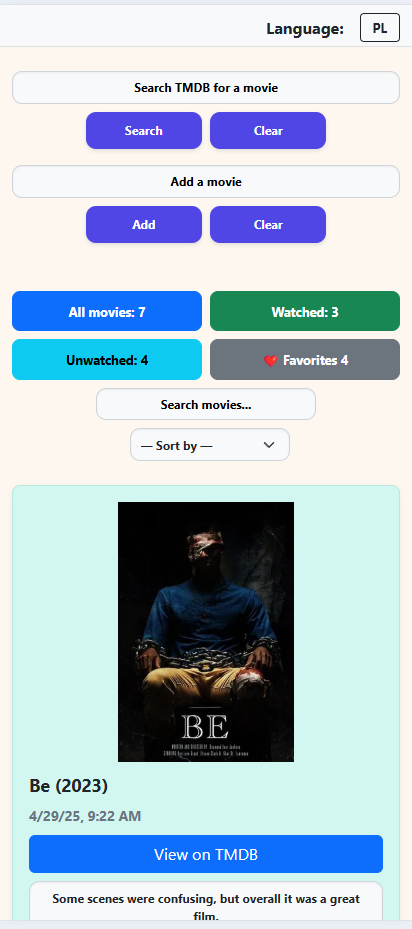 Language: PL
Search TMDB for a movie
Search Clear
Add a movie
Add Clear
All movies: 7 Watched: 3
Unwatched: 4 ❤️ Favorites 4
Search movies...
— Sort by —
BE
Be (2023)
4/29/25, 9:22 AM
View on TMDB
Some scenes were confusing, but overall it was a great
film.